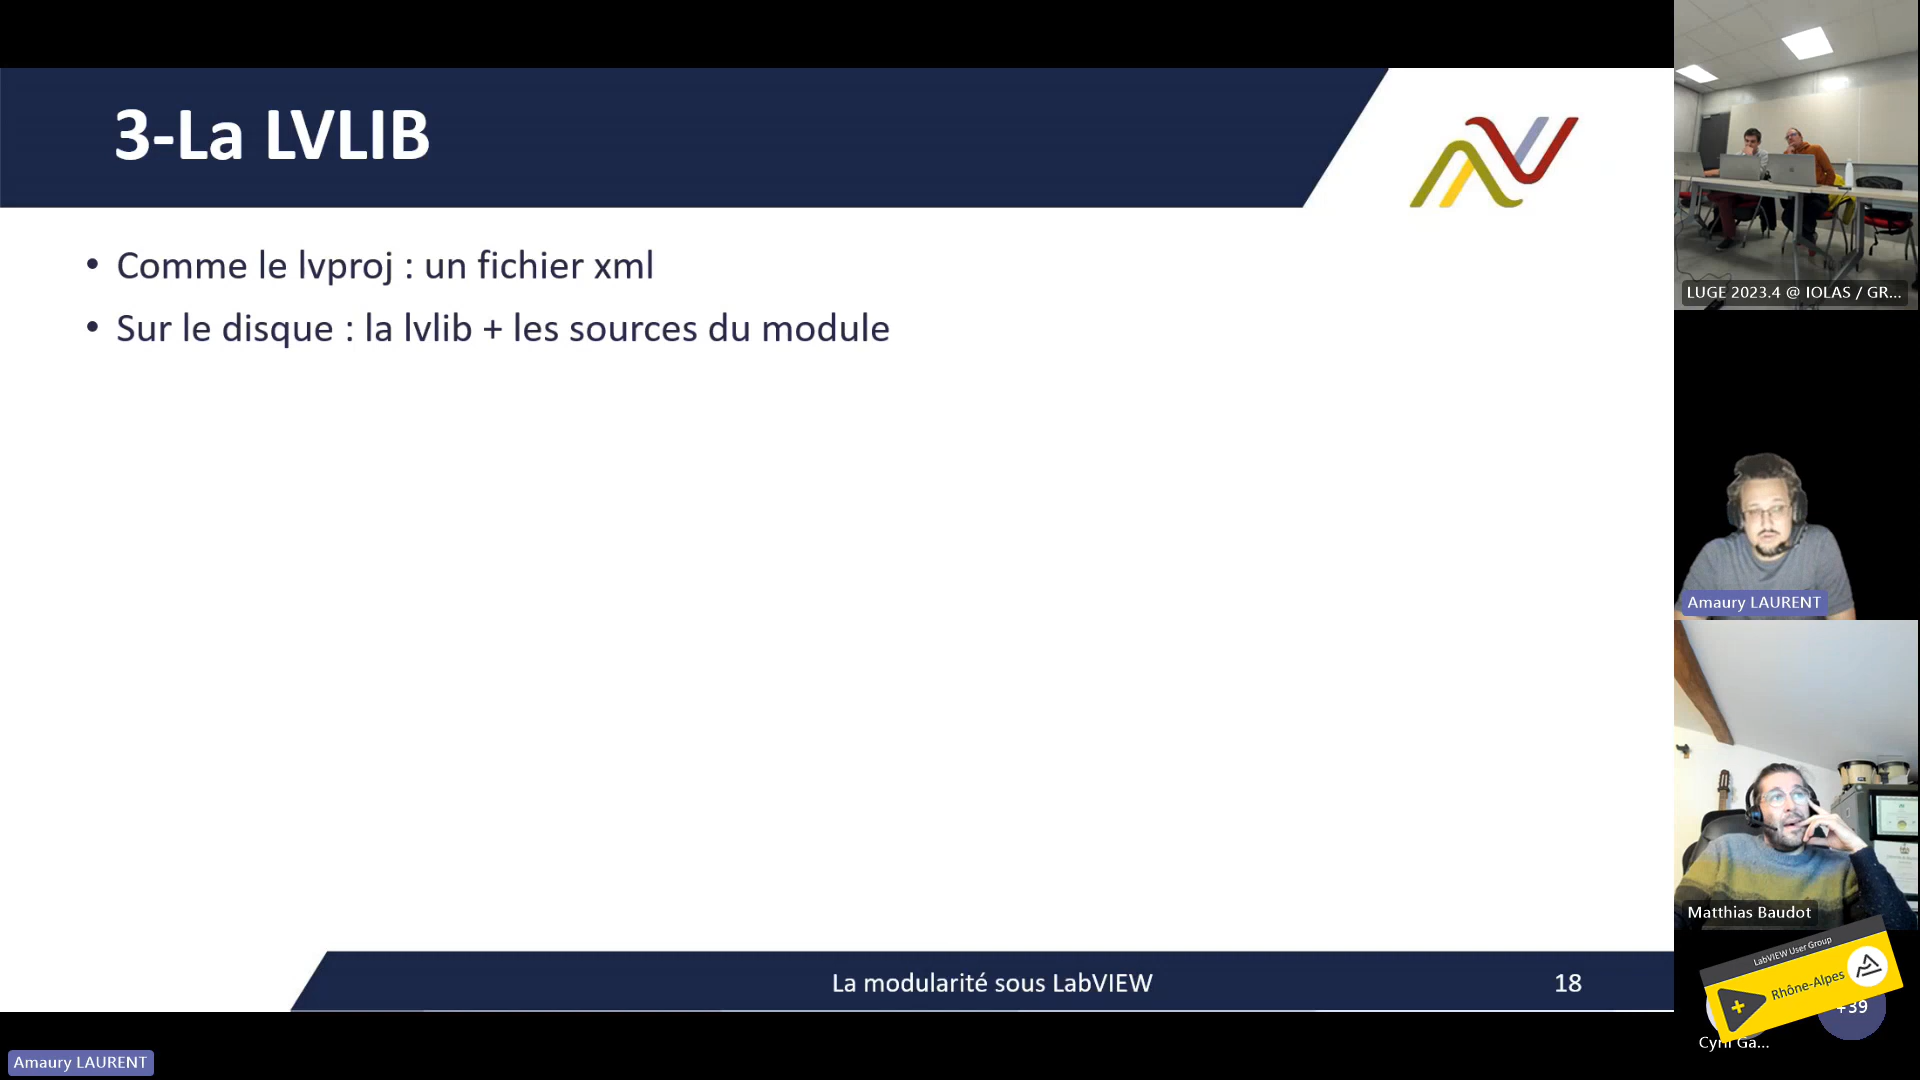 3-La LVLIB
• Comme le lvproj : un fichier xml
• Sur le disque : la lvlib + les sources du module
La modularité sous LabVIEW
18
Amaury LAURENT
LUGE 2023.4 @ IOLAS / GR...
Amaury LAURENT
Matthias Baudot
LabVIEW User Group
Rhône-Alpes
+39
Cyril Ga...